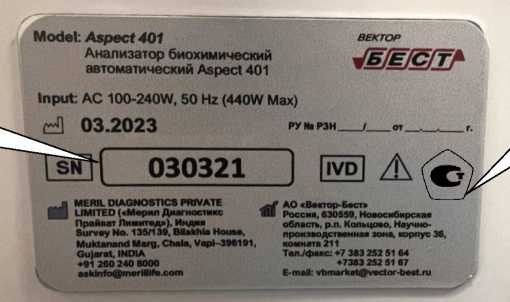 Model: Aspect 401
Анализатор биохимический
автоматический Aspect 401
ВЕКТОР
БЕСТ
Input: AC 100-240W, 50 Hz (440W Max)
03.2023
РУ № РЗН ____/____ от __.__.____ г.
SN
030321
IVD
MERIL DIAGNOSTICS PRIVATE
LIMITED («Мерил Диагностикс
Прайват Лимитед»), Индия
Survey No. 135/139, Bilakhia House,
Muktanand Marg, Chala, Vapi-396191,
Gujarat, INDIA
+91 260 240 8000
askinfo@merillife.com
АО «Вектор-Бест»
Россия, 630559, Новосибирская
область, р.п. Кольцово, Научно-
производственная зона, корпус 36,
комната 211
Тел./факс: +7 383 252 51 64
+7383 252 51 67
E-mail: vbmarket@vector-best.ru